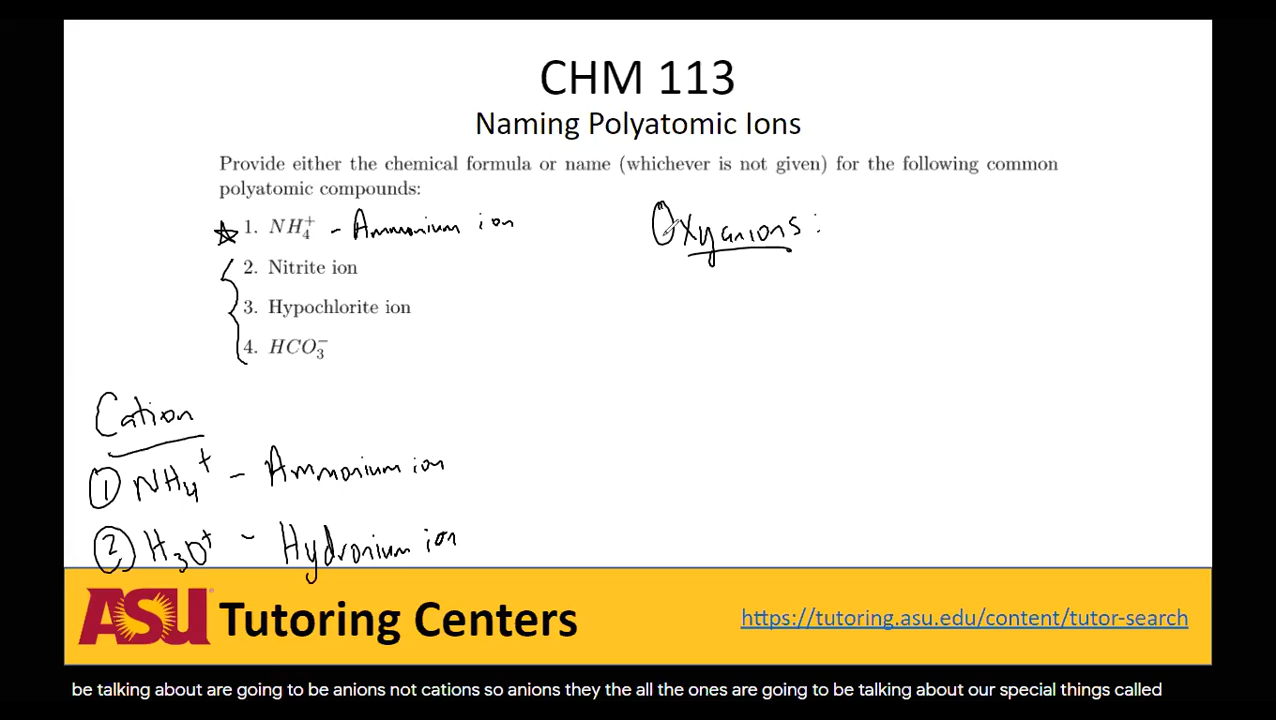 CHM 113
Naming Polyatomic Ions
Provide either the chemical formula or name (whichever is not given) for the following common
polyatomic compounds:
1. NH₄⁺ - Ammonium ion
2. Nitrite ion
3. Hypochlorite ion
4. HCO₃⁻
Oxyanions:
Cation
① NH₄⁺ - Ammonium ion
② H₃O⁺ - Hydronium ion
ASU Tutoring Centers
https://tutoring.asu.edu/content/tutor-search
be talking about are going to be anions not cations so anions they the all the ones are going to be talking about our special things called